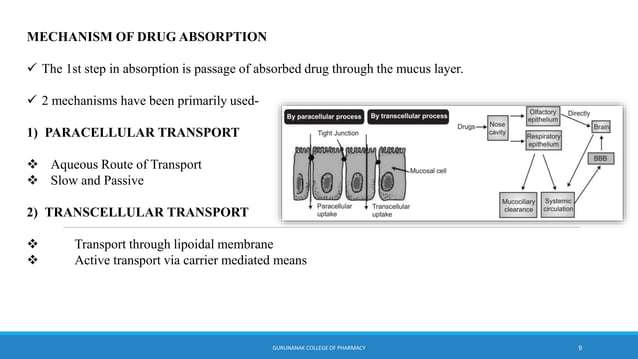 MECHANISM OF DRUG ABSORPTION
✓ The 1st step in absorption is passage of absorbed drug through the mucus layer.
✓ 2 mechanisms have been primarily used-
1) PARACELLULAR TRANSPORT
❖ Aqueous Route of Transport
❖ Slow and Passive
2) TRANSCELLULAR TRANSPORT
❖ Transport through lipoidal membrane
❖ Active transport via carrier mediated means
By paracellular process
By transcellular process
Tight Junction
Mucosal cell
Paracellular
uptake
Transcellular
uptake
Drugs
Nose
cavity
Olfactory
epithelium
Respiratory
epithelium
Directly
Brain
BBB
Mucociliary
clearance
Systemic
circulation
GURUNANAK COLLEGE OF PHARMACY
9